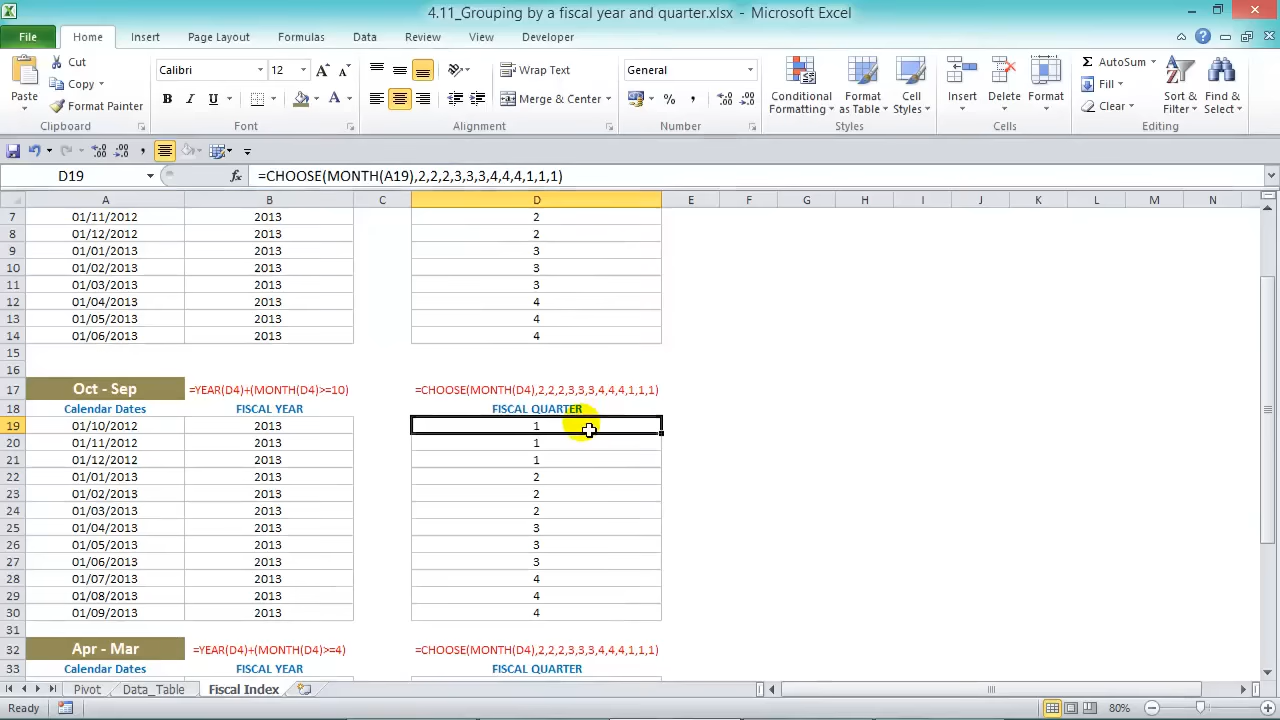 4.11_Grouping by a fiscal year and quarter.xlsx - Microsoft Excel
File Home Insert Page Layout Formulas Data Review View Developer
Paste
Cut
Copy
Format Painter
Clipboard
Calibri 12
B I U A
Font
Wrap Text
Merge & Center
Alignment
General
% ,
Number
Conditional Formatting
Format as Table
Cell Styles
Styles
Insert Delete Format
Cells
AutoSum
Fill
Clear
Sort & Filter
Find & Select
Editing
D19 fx =CHOOSE(MONTH(A19),2,2,2,3,3,3,4,4,4,1,1,1)
A B C D E F G H I J K L M N
7 01/11/2012 2013 2
8 01/12/2012 2013 2
9 01/01/2013 2013 3
10 01/02/2013 2013 3
11 01/03/2013 2013 3
12 01/04/2013 2013 4
13 01/05/2013 2013 4
14 01/06/2013 2013 4
15
16
17 Oct - Sep =YEAR(D4)+(MONTH(D4)>=10) =CHOOSE(MONTH(D4),2,2,2,3,3,3,4,4,4,1,1,1)
18 Calendar Dates FISCAL YEAR FISCAL QUARTER
19 01/10/2012 2013 1
20 01/11/2012 2013 1
21 01/12/2012 2013 1
22 01/01/2013 2013 2
23 01/02/2013 2013 2
24 01/03/2013 2013 2
25 01/04/2013 2013 3
26 01/05/2013 2013 3
27 01/06/2013 2013 3
28 01/07/2013 2013 4
29 01/08/2013 2013 4
30 01/09/2013 2013 4
31
32 Apr - Mar =YEAR(D4)+(MONTH(D4)>=4) =CHOOSE(MONTH(D4),2,2,2,3,3,3,4,4,4,1,1,1)
33 Calendar Dates FISCAL YEAR FISCAL QUARTER
Pivot Data_Table Fiscal Index
Ready 80%